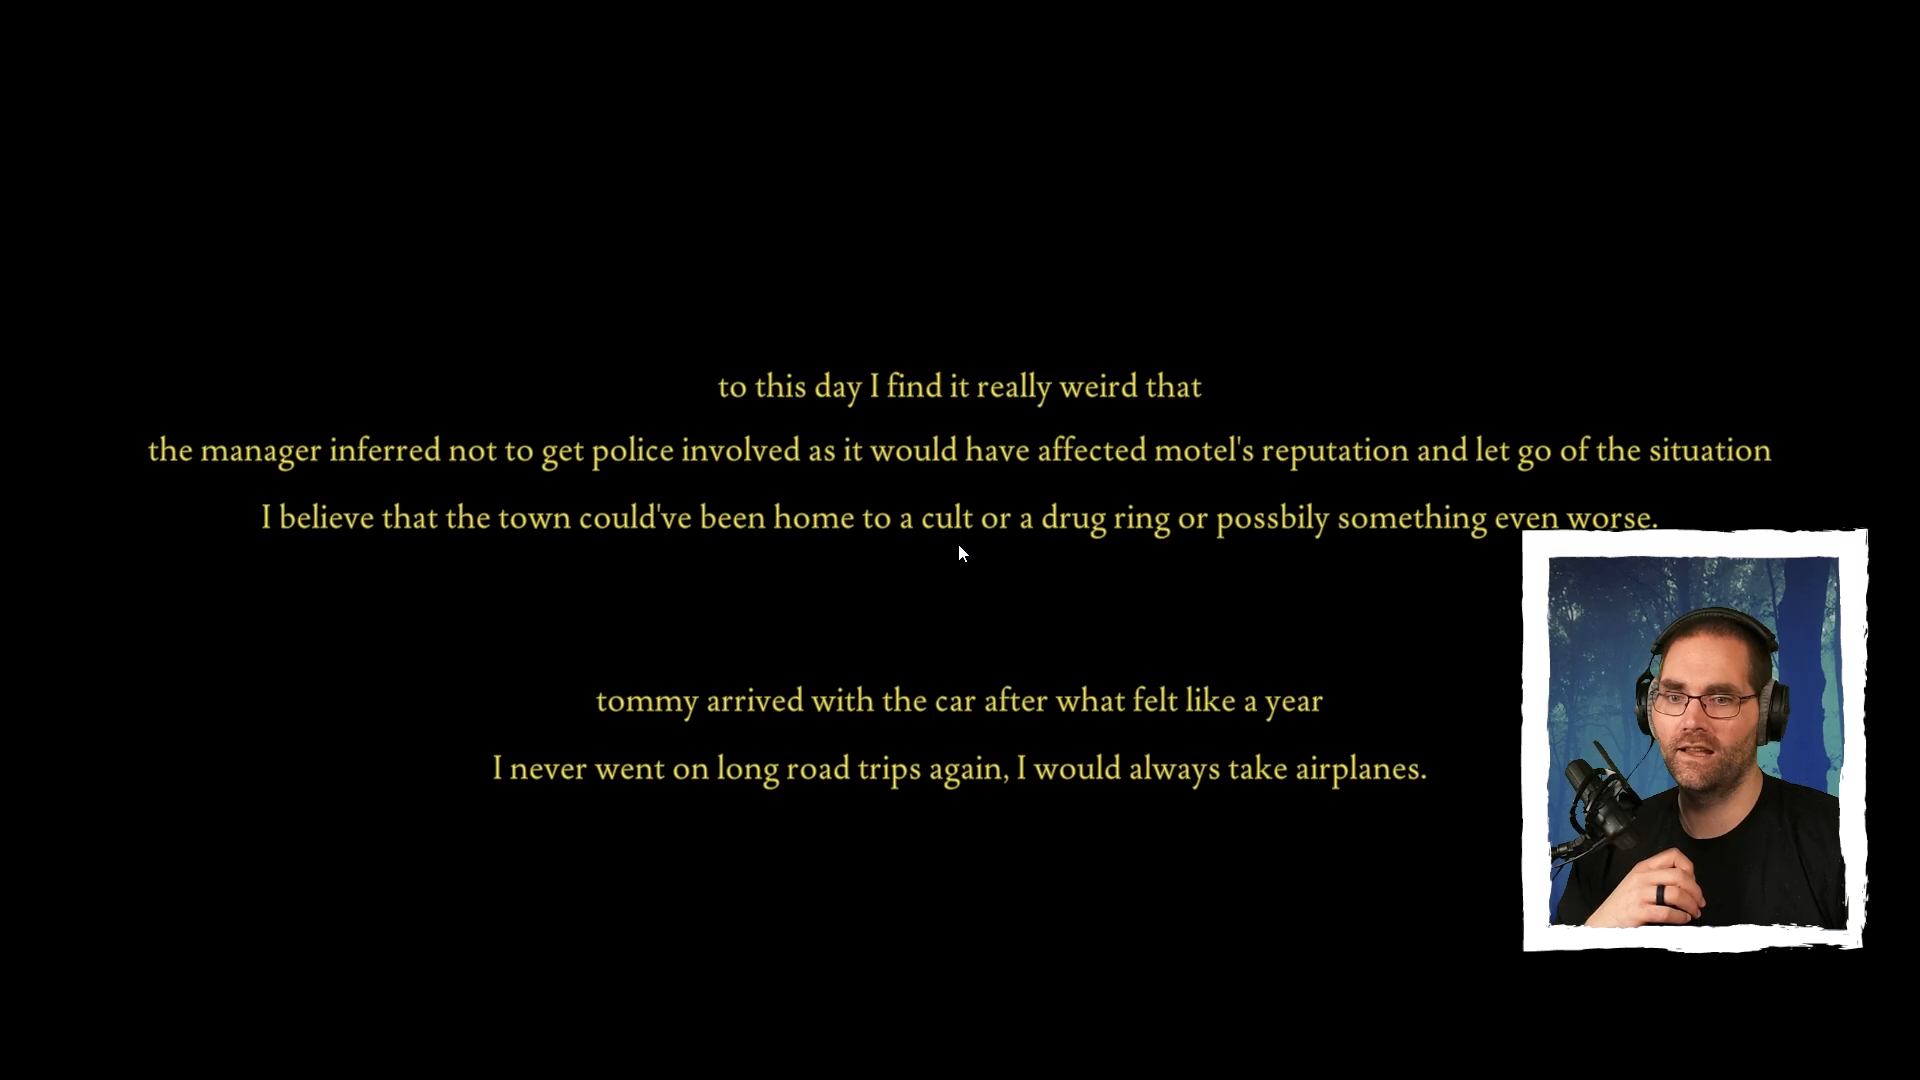 to this day I find it really weird that
the manager inferred not to get police involved as it would have affected motel's reputation and let go of the situation
I believe that the town could've been home to a cult or a drug ring or possbily something even worse.
tommy arrived with the car after what felt like a year
I never went on long road trips again, I would always take airplanes.